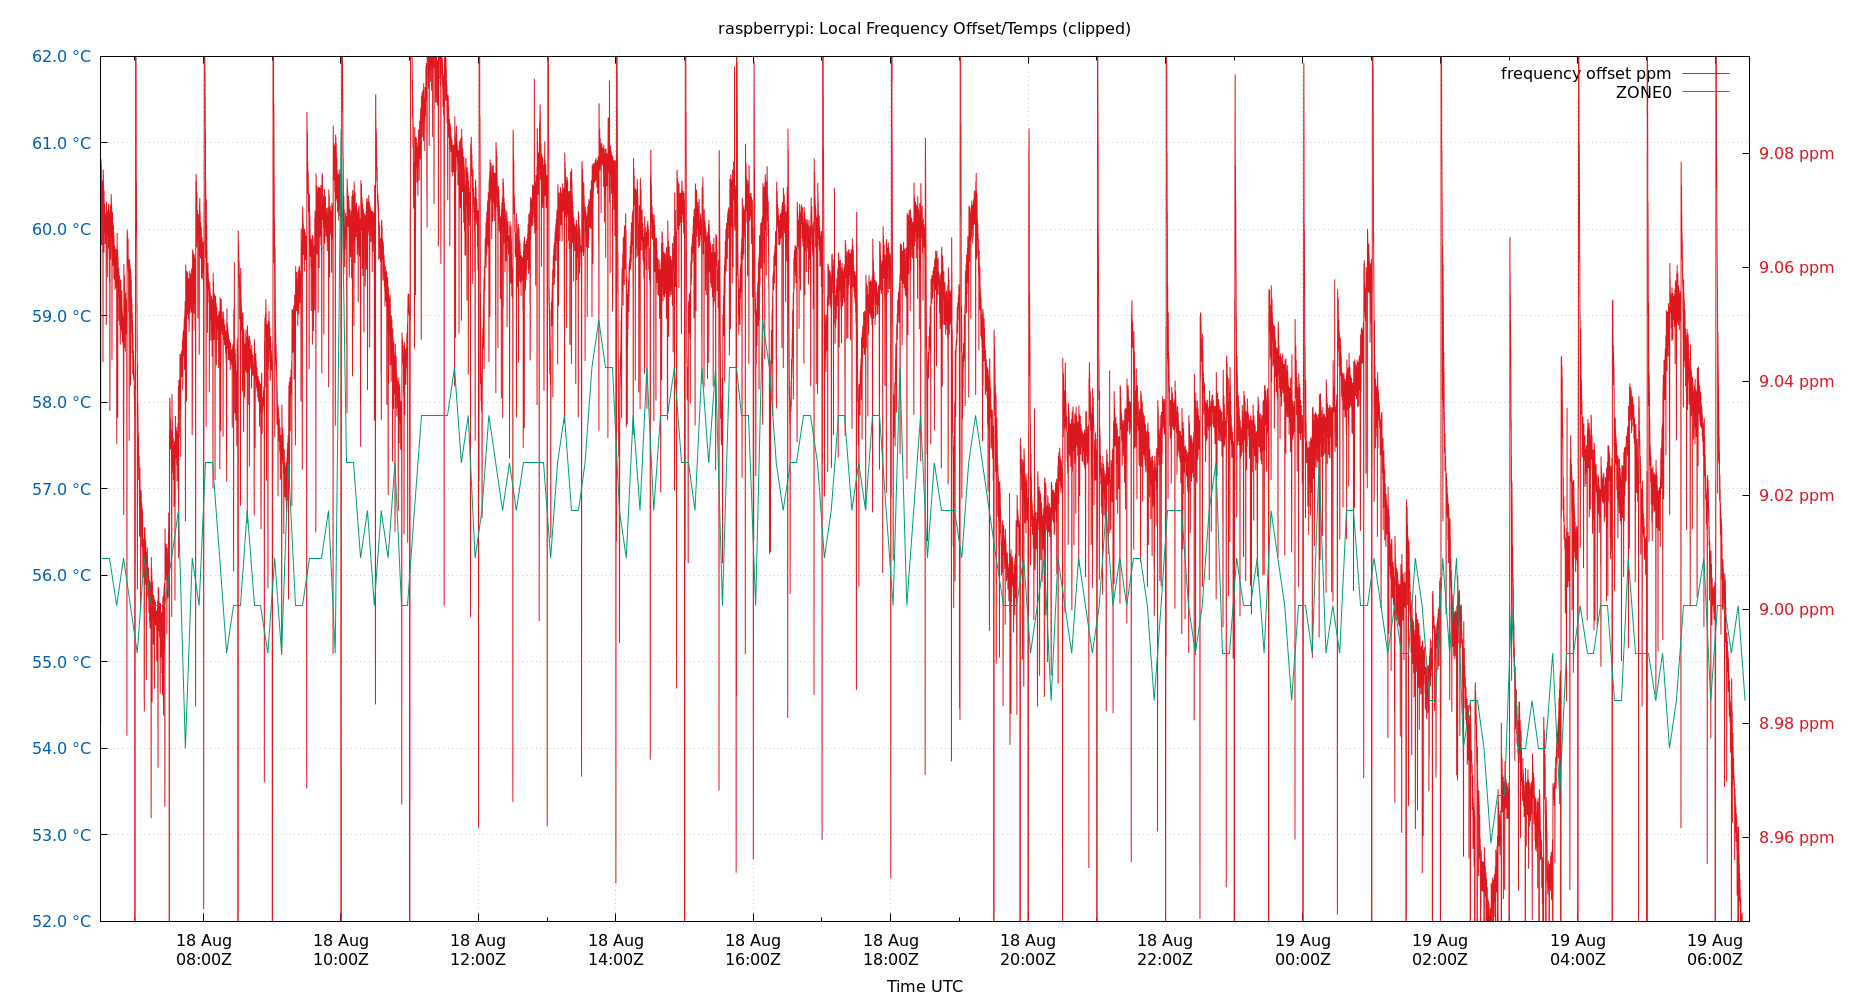 raspberrypi: Local Frequency Offset/Temps (clipped)
62.0 °C
61.0 °C
60.0 °C
59.0 °C
58.0 °C
57.0 °C
56.0 °C
55.0 °C
54.0 °C
53.0 °C
52.0 °C
frequency offset ppm
ZONE0
9.08 ppm
9.06 ppm
9.04 ppm
9.02 ppm
9.00 ppm
8.98 ppm
8.96 ppm
18 Aug 18 Aug 18 Aug 18 Aug 18 Aug 18 Aug 18 Aug 18 Aug 19 Aug 19 Aug 19 Aug 19 Aug
08:00Z 10:00Z 12:00Z 14:00Z 16:00Z 18:00Z 20:00Z 22:00Z 00:00Z 02:00Z 04:00Z 06:00Z
Time UTC